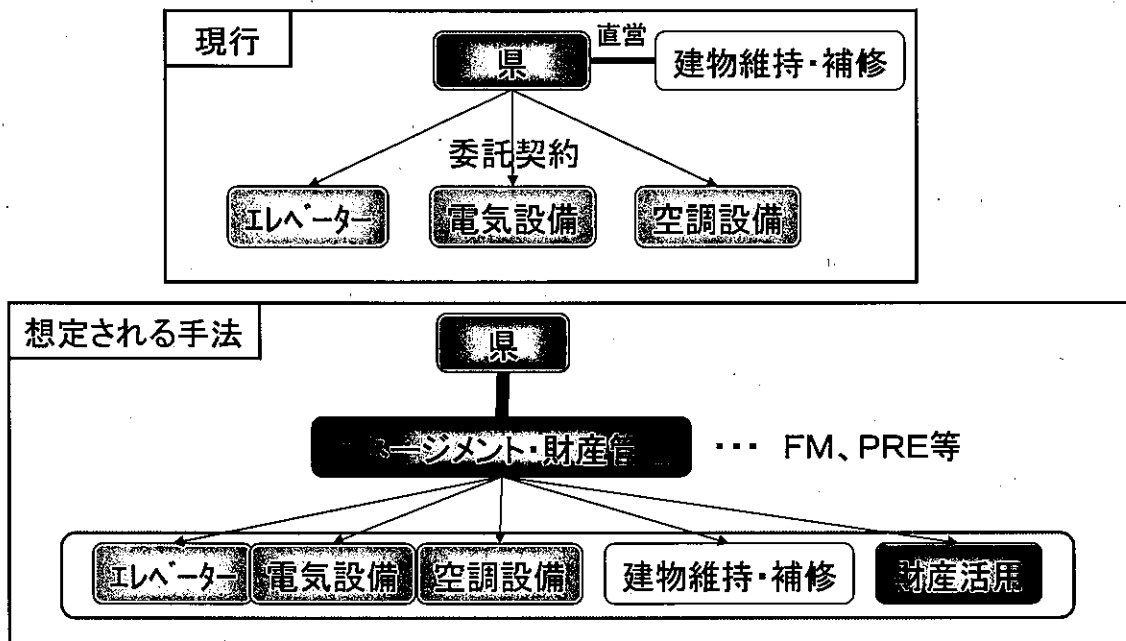 現行
県
直営
建物維持・補修
委託契約
エレベーター
電気設備
空調設備
想定される手法
県
ージメント・財産管
・・・ FM、PRE等
エレベーター
電気設備
空調設備
建物維持・補修
財産活用